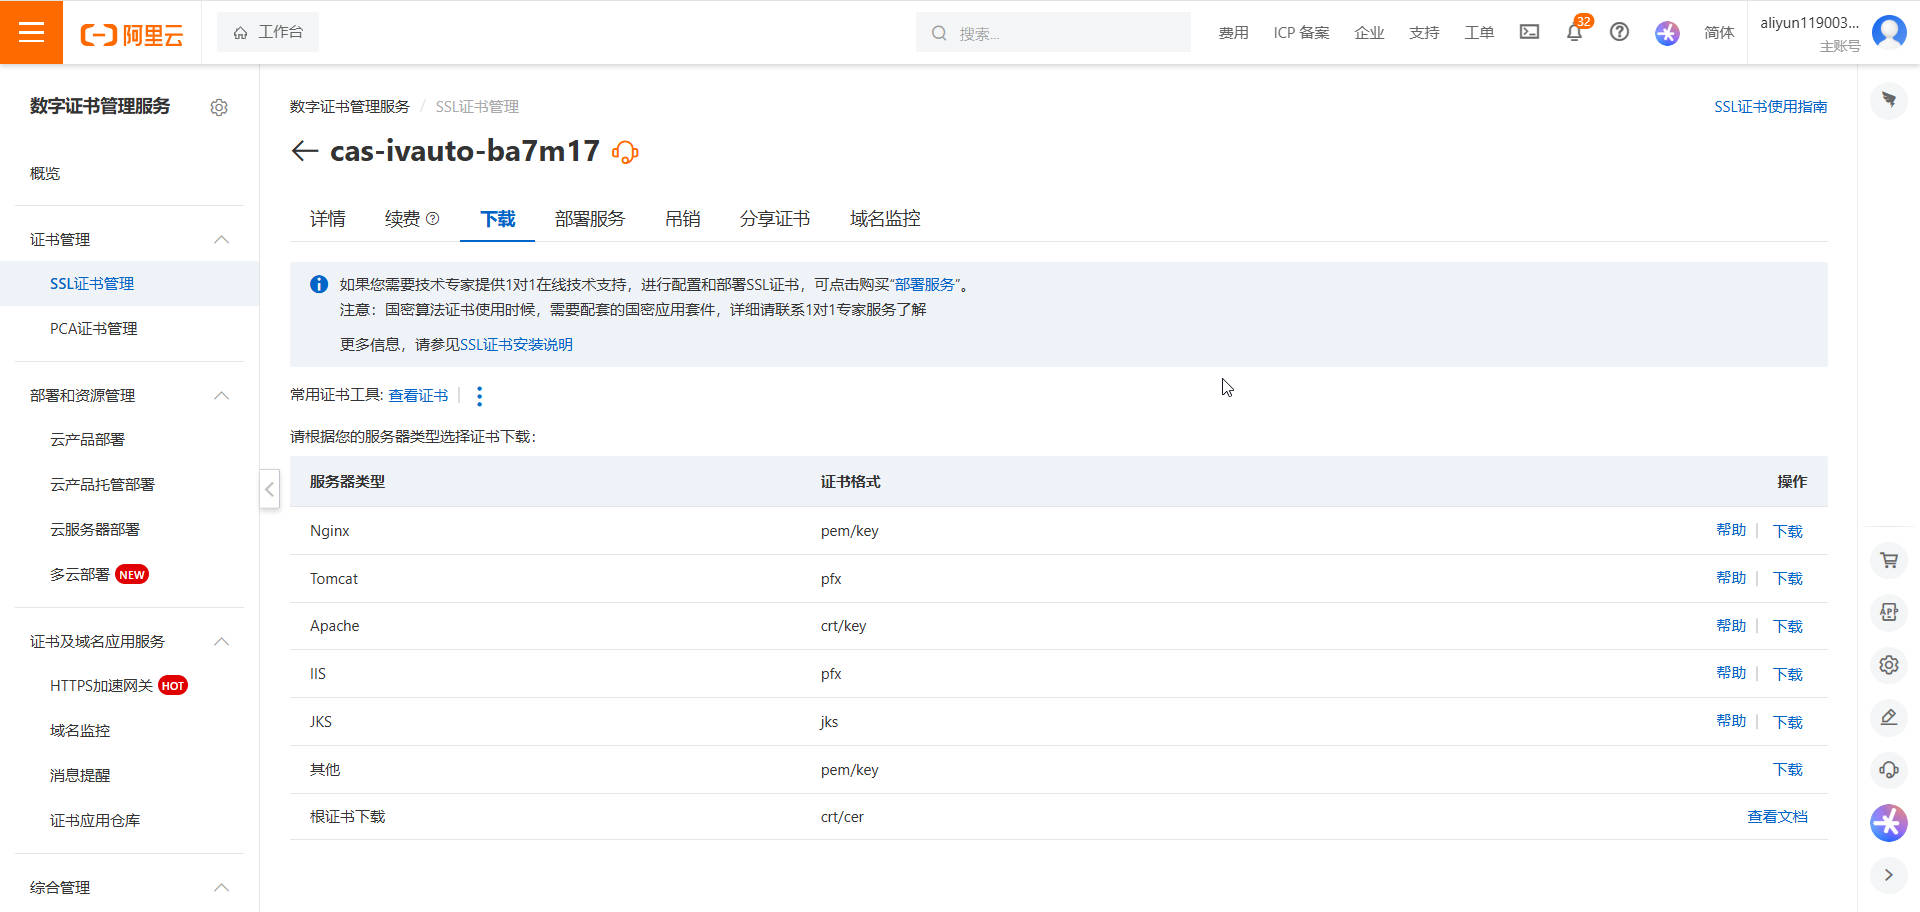 阿里云
工作台
搜索...
费用
ICP 备案
企业
支持
工单
32
简体
aliyun119003...
主账号
数字证书管理服务
概览
证书管理
SSL证书管理
PCA证书管理
部署和资源管理
云产品部署
云产品托管部署
云服务器部署
多云部署 NEW
证书及域名应用服务
HTTPS加速网关 HOT
域名监控
消息提醒
证书应用仓库
综合管理
数字证书管理服务 / SSL证书管理
SSL证书使用指南
cas-ivauto-ba7m17
详情 续费 下载 部署服务 吊销 分享证书 域名监控
如果您需要技术专家提供1对1在线技术支持，进行配置和部署SSL证书，可点击购买“部署服务”。
注意：国密算法证书使用时候，需要配套的国密应用套件，详细请联系1对1专家服务了解
更多信息，请参见SSL证书安装说明
常用证书工具: 查看证书
请根据您的服务器类型选择证书下载：
服务器类型 证书格式 操作
Nginx pem/key 帮助 下载
Tomcat pfx 帮助 下载
Apache crt/key 帮助 下载
IIS pfx 帮助 下载
JKS jks 帮助 下载
其他 pem/key 下载
根证书下载 crt/cer 查看文档
APP